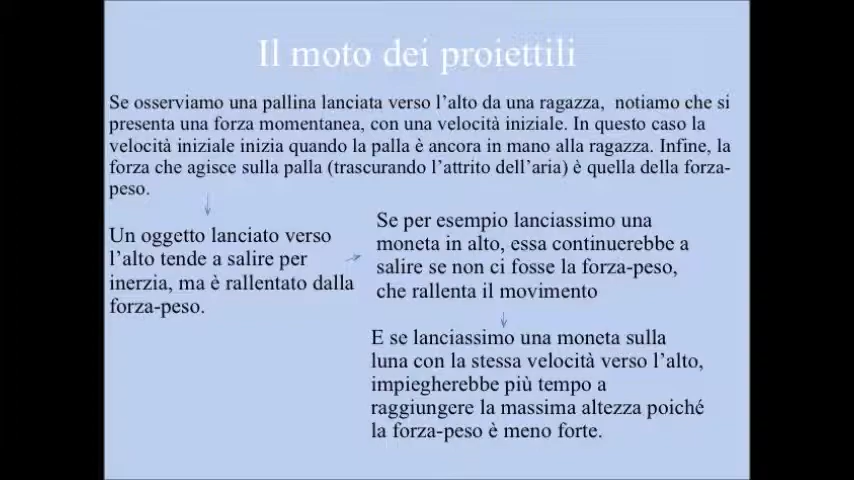 Il moto dei proiettili
Se osserviamo una pallina lanciata verso l'alto da una ragazza, notiamo che si
presenta una forza momentanea, con una velocità iniziale. In questo caso la
velocità iniziale inizia quando la palla è ancora in mano alla ragazza. Infine, la
forza che agisce sulla palla (trascurando l'attrito dell'aria) è quella della forza-
peso.
Un oggetto lanciato verso
l'alto tende a salire per
inerzia, ma è rallentato dalla
forza-peso.
Se per esempio lanciassimo una
moneta in alto, essa continuerebbe a
salire se non ci fosse la forza-peso,
che rallenta il movimento
E se lanciassimo una moneta sulla
luna con la stessa velocità verso l'alto,
impiegherebbe più tempo a
raggiungere la massima altezza poiché
la forza-peso è meno forte.